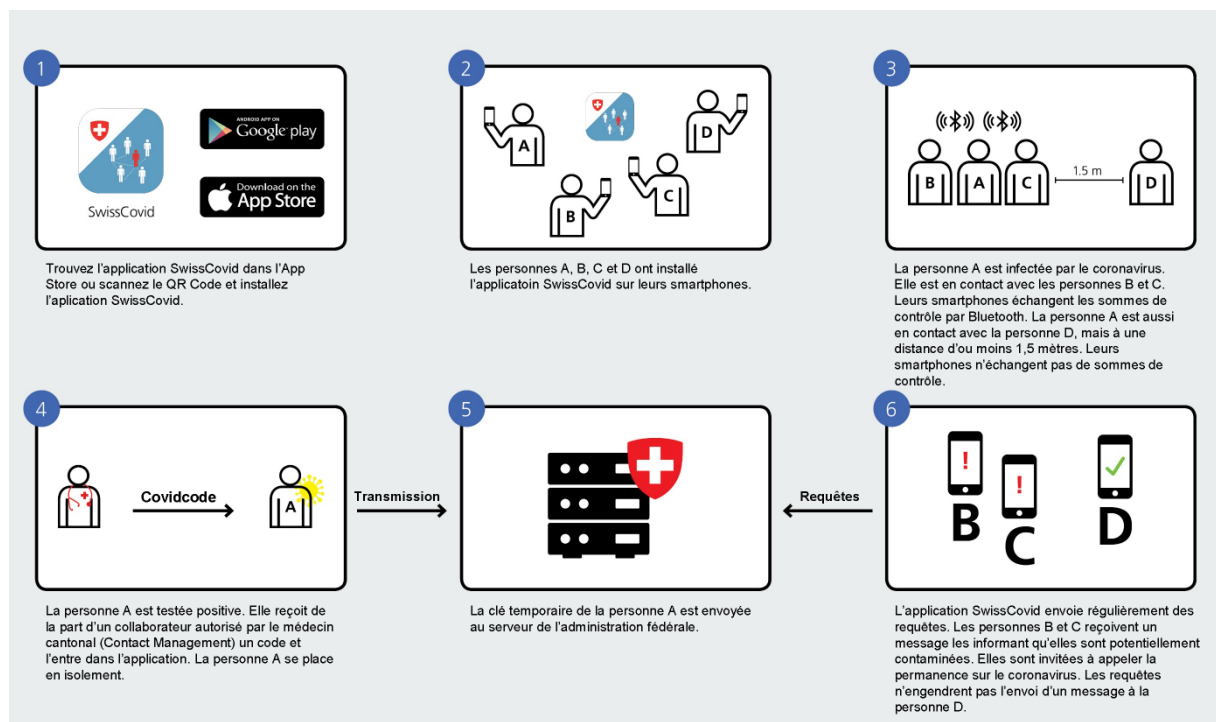 1
SwissCovid
ANDROID APP ON
Google play
Download on the
App Store
Trouvez l'application SwissCovid dans l'App
Store ou scannez le QR Code et installez
l'aplication SwissCovid.
2
A
B
C
D
Les personnes A, B, C et D ont installé
l'applicatoin SwissCovid sur leurs smartphones.
3
B A C 1.5 m D
La personne A est infectée par le coronavirus.
Elle est en contact avec les personnes B et C.
Leurs smartphones échangent les sommes de
contrôle par Bluetooth. La personne A est aussi
en contact avec la personne D, mais à une
distance d'ou moins 1,5 mètres. Leurs
smartphones n'échangent pas de sommes de
contrôle.
4
Covidcode
A
La personne A est testée positive. Elle reçoit de
la part d'un collaborateur autorisé par le médecin
cantonal (Contact Management) un code et
l'entre dans l'application. La personne A se place
en isolement.
Transmission
5
La clé temporaire de la personne A est envoyée
au serveur de l'administration fédérale.
Requêtes
6
! ! 
B C D
L'application SwissCovid envoie régulièrement des
requêtes. Les personnes B et C reçoivent un
message les informant qu'elles sont potentiellement
contaminées. Elles sont invitées à appeler la
permanence sur le coronavirus. Les requêtes
n'engendrent pas l'envoi d'un message à la
personne D.